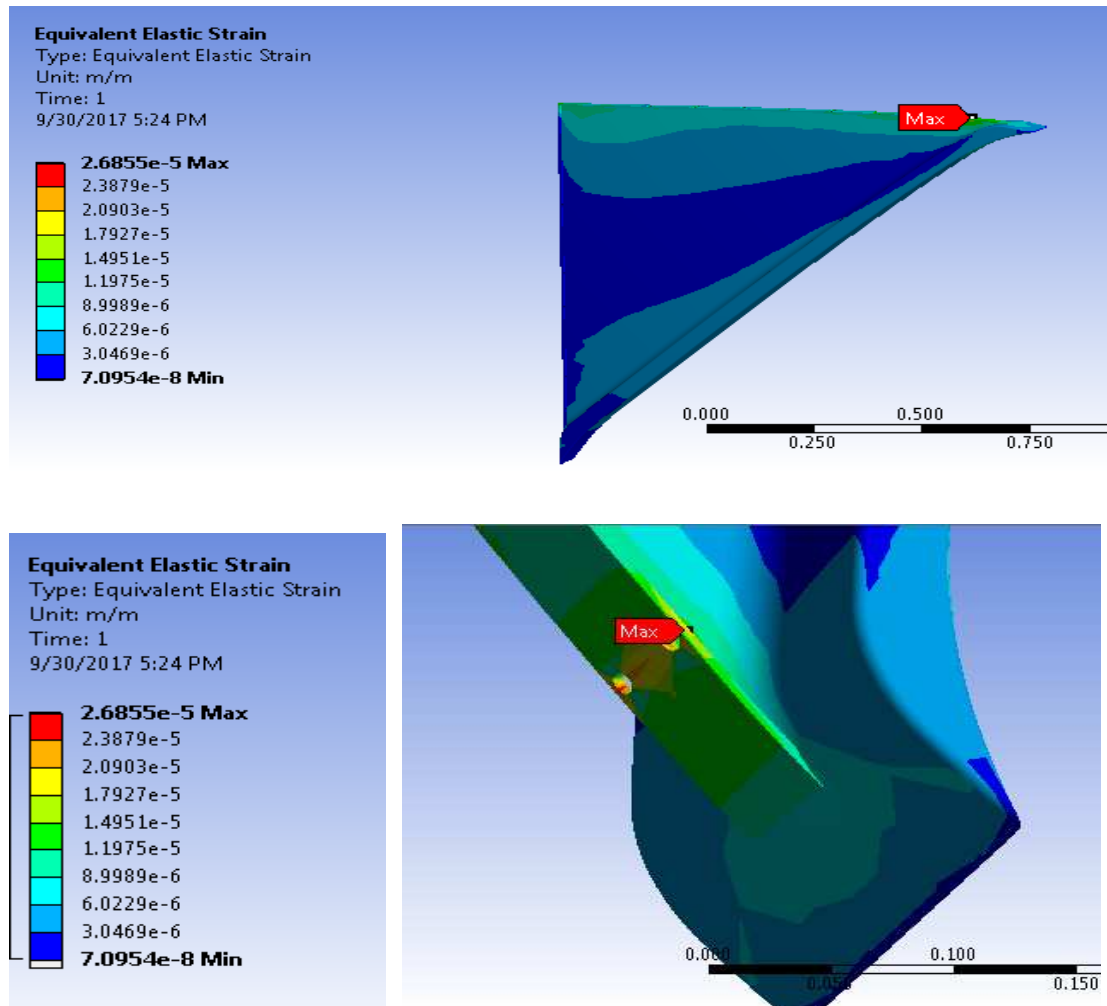 Equivalent Elastic Strain
Type: Equivalent Elastic Strain
Unit: m/m
Time: 1
9/30/2017 5:24 PM
2.6855e-5 Max
2.3879e-5
2.0903e-5
1.7927e-5
1.4951e-5
1.1975e-5
8.9989e-6
6.0229e-6
3.0469e-6
7.0954e-8 Min
Max
0.000 0.500
0.250 0.750
Equivalent Elastic Strain
Type: Equivalent Elastic Strain
Unit: m/m
Time: 1
9/30/2017 5:24 PM
2.6855e-5 Max
2.3879e-5
2.0903e-5
1.7927e-5
1.4951e-5
1.1975e-5
8.9989e-6
6.0229e-6
3.0469e-6
7.0954e-8 Min
Max
0.000 0.100
0.050 0.150